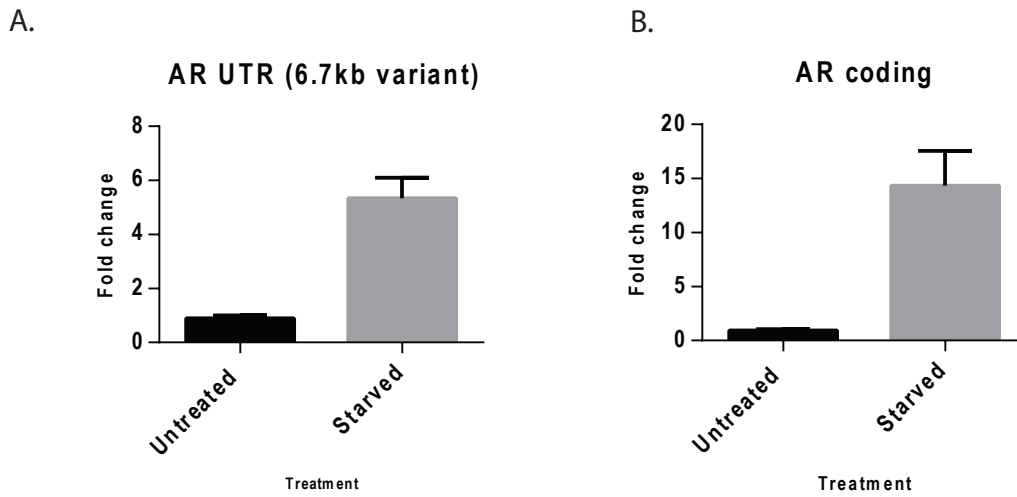 A.
AR UTR (6.7kb variant)
8
6
4
2
0
Fold change
Untreated
Starved
Treatment
B.
AR coding
20
15
10
5
0
Fold change
Untreated
Starved
Treatment